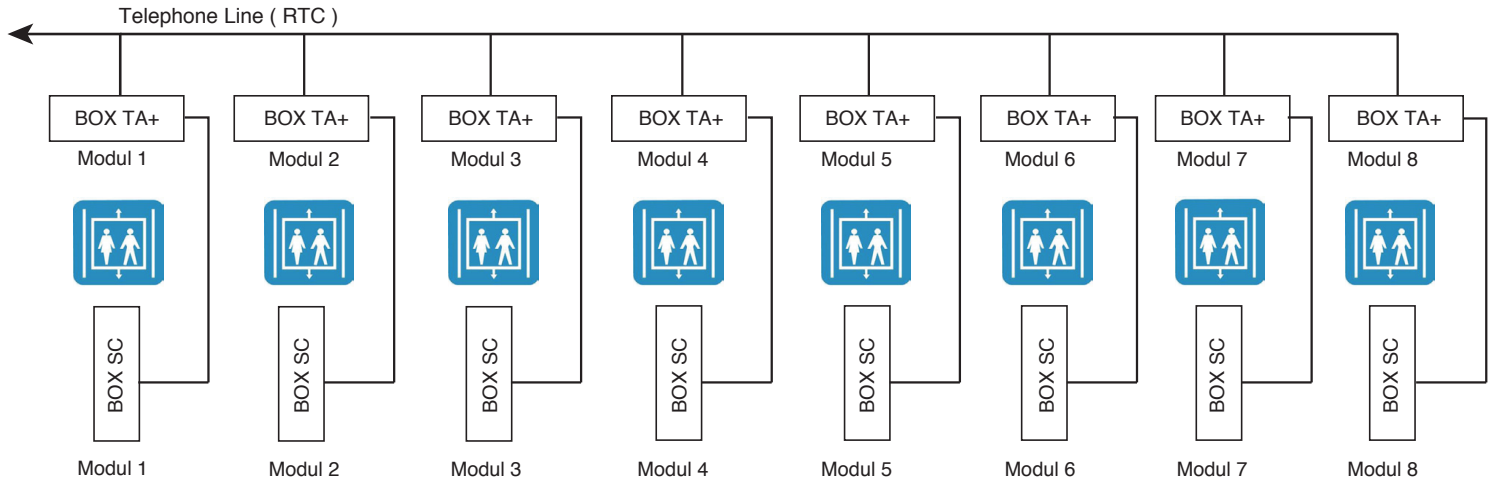 Telephone Line ( RTC )
BOX TA+ BOX TA+ BOX TA+ BOX TA+ BOX TA+ BOX TA+ BOX TA+ BOX TA+
Modul 1 Modul 2 Modul 3 Modul 4 Modul 5 Modul 6 Modul 7 Modul 8
BOX SC BOX SC BOX SC BOX SC BOX SC BOX SC BOX SC BOX SC
Modul 1 Modul 2 Modul 3 Modul 4 Modul 5 Modul 6 Modul 7 Modul 8